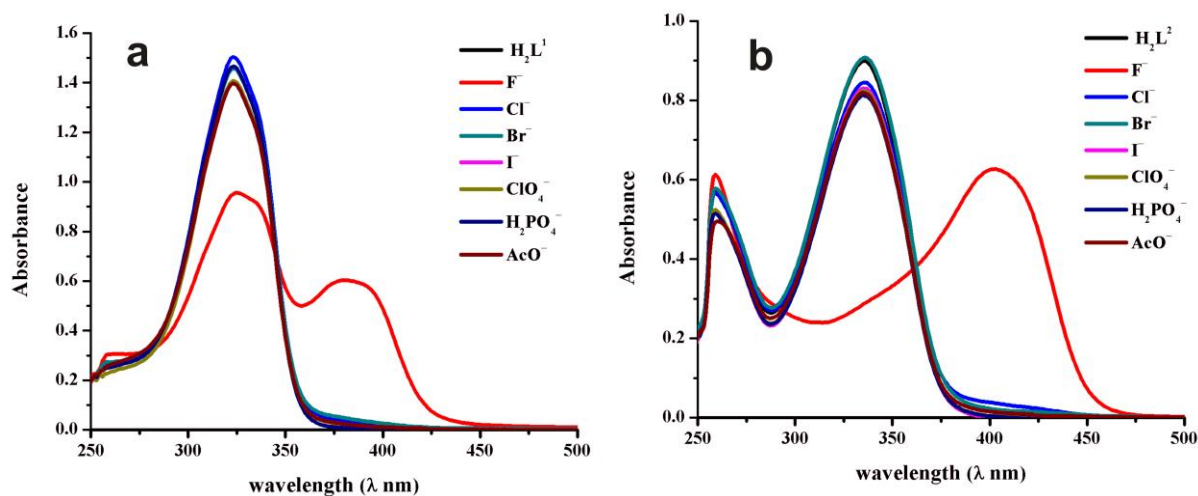 a
1.6
1.4
1.2
1.0
0.8
0.6
0.4
0.2
0.0
Absorbance
250 300 350 400 450 500
wavelength (λ nm)
H₂L¹
F⁻
Cl⁻
Br⁻
I⁻
ClO₄⁻
H₂PO₄⁻
AcO⁻
b
1.0
0.8
0.6
0.4
0.2
0.0
Absorbance
250 300 350 400 450 500
wavelength (λ nm)
H₂L²
F⁻
Cl⁻
Br⁻
I⁻
ClO₄⁻
H₂PO₄⁻
AcO⁻